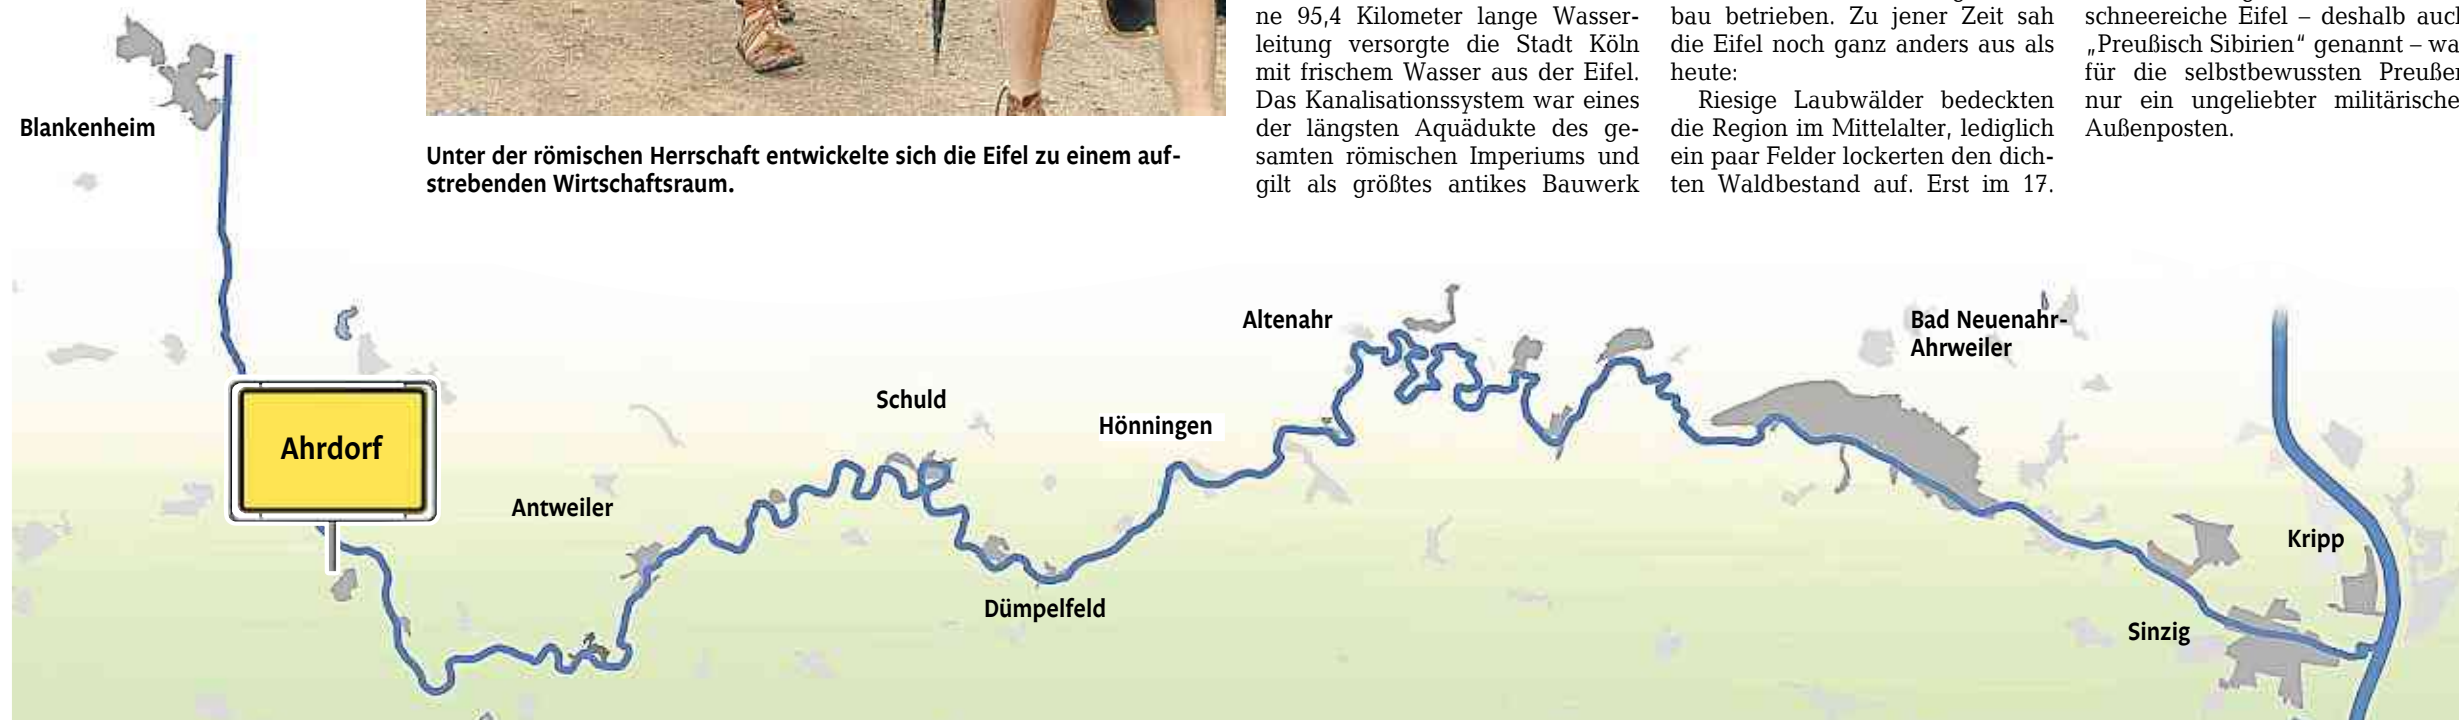 ne 95,4 Kilometer lange Wasser-
leitung versorgte die Stadt Köln
mit frischem Wasser aus der Eifel.
Das Kanalisationssystem war eines
der längsten Aquädukte des ge-
samten römischen Imperiums und
gilt als größtes antikes Bauwerk
bau betrieben. Zu jener Zeit sah
die Eifel noch ganz anders aus als
heute:
Riesige Laubwälder bedeckten
die Region im Mittelalter, lediglich
ein paar Felder lockerten den dich-
ten Waldbestand auf. Erst im 17.
schneereiche Eifel – deshalb auch
„Preußisch Sibirien“ genannt – wa
für die selbstbewussten Preußen
nur ein ungeliebter militärische
Außenposten.
Unter der römischen Herrschaft entwickelte sich die Eifel zu einem auf-
strebenden Wirtschaftsraum.
Blankenheim
Ahrdorf
Antweiler
Schuld
Dümpelfeld
Hönningen
Altenahr
Bad Neuenahr-
Ahrweiler
Sinzig
Kripp